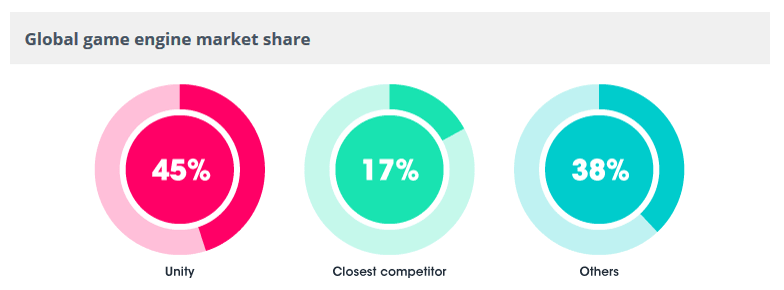 Global game engine market share
45% 17% 38%
Unity Closest competitor Others